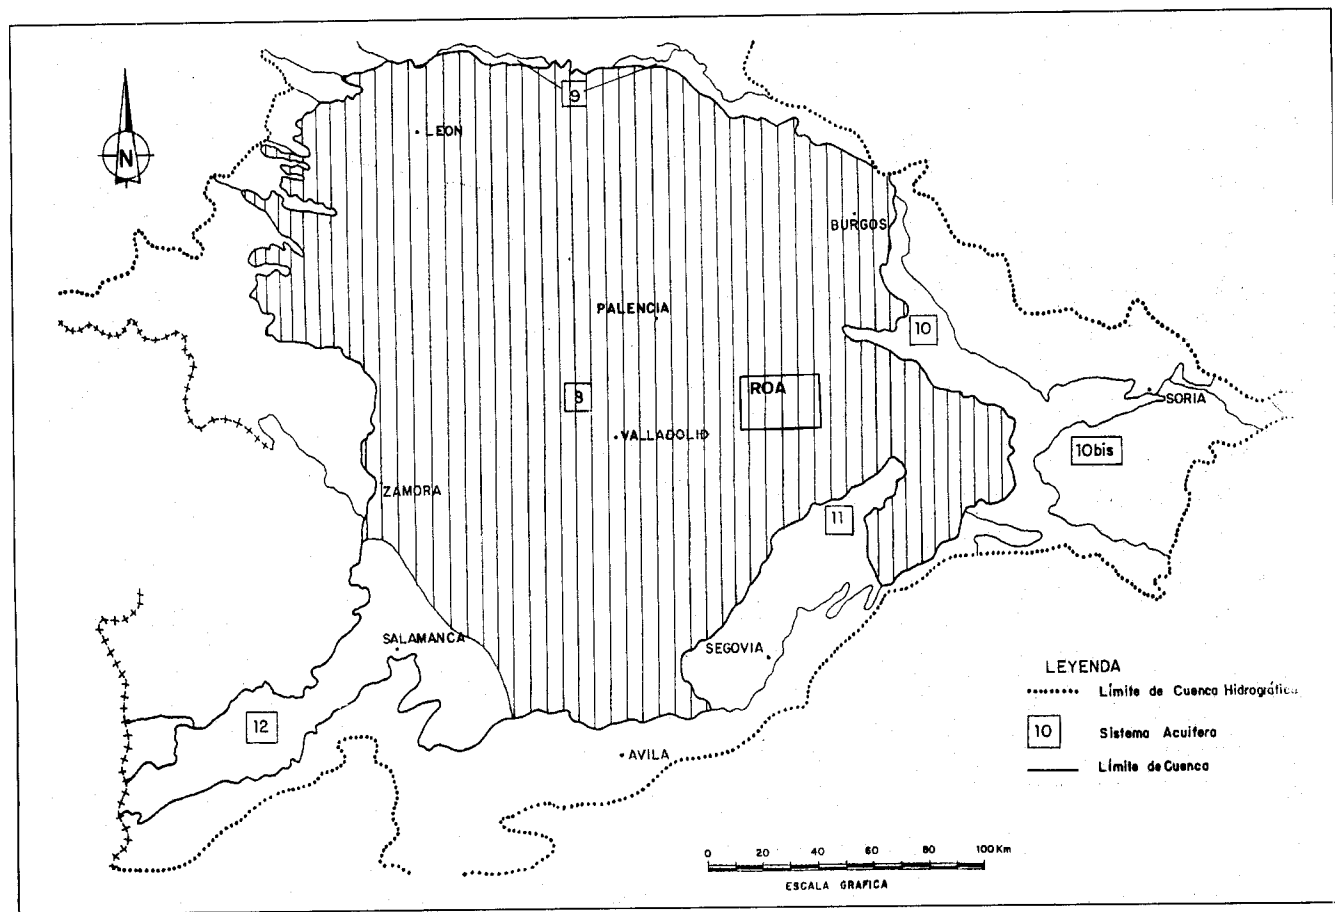 9
LEON
N
BURGOS
PALENCIA
10
ROA
SORIA
8
VALLADOLID
10bis
ZAMORA
11
SALAMANCA
SEGOVIA
LEYENDA
Límite de Cuenca Hidrográfica
12
10 Sistema Acuifero
AVILA
Límite de Cuenca
0 20 40 60 80 100 Km
ESCALA GRAFICA